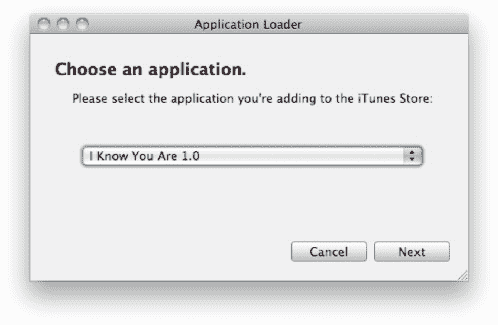 Application Loader
Choose an application.
Please select the application you're adding to the iTunes Store:
I Know You Are 1.0
Cancel Next